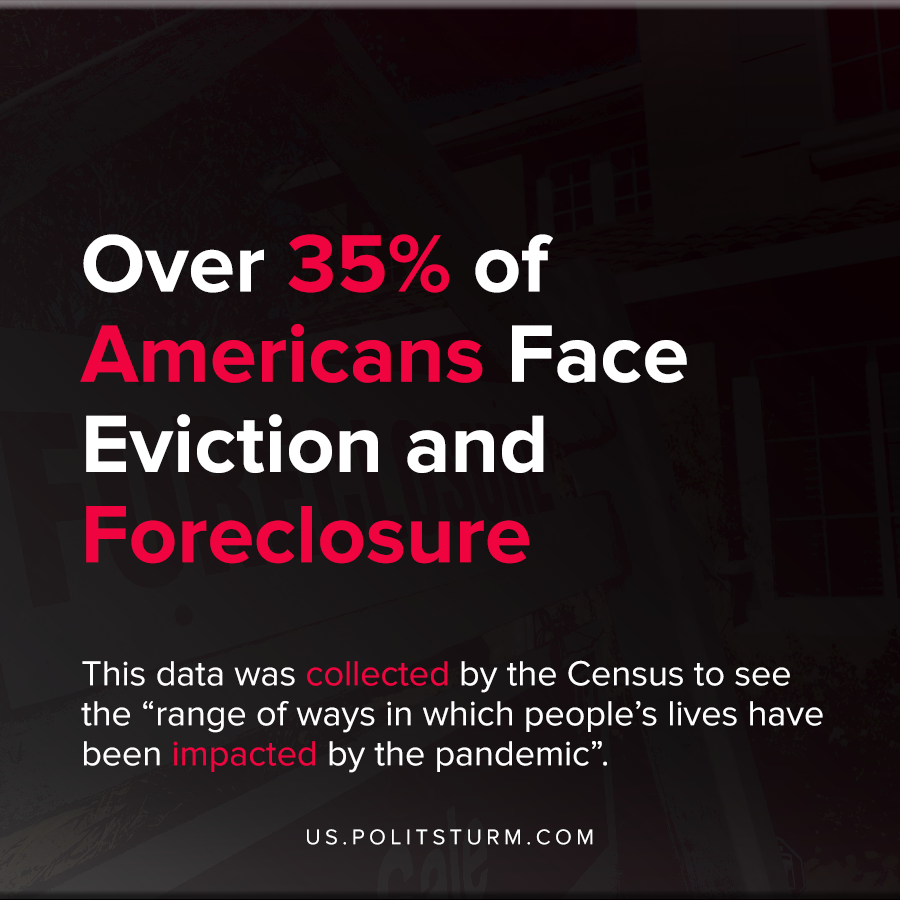 Over 35% of
Americans Face
Eviction and
Foreclosure
This data was collected by the Census to see
the “range of ways in which people’s lives have
been impacted by the pandemic”.
US.POLITSTURM.COM
FORECLOSURE